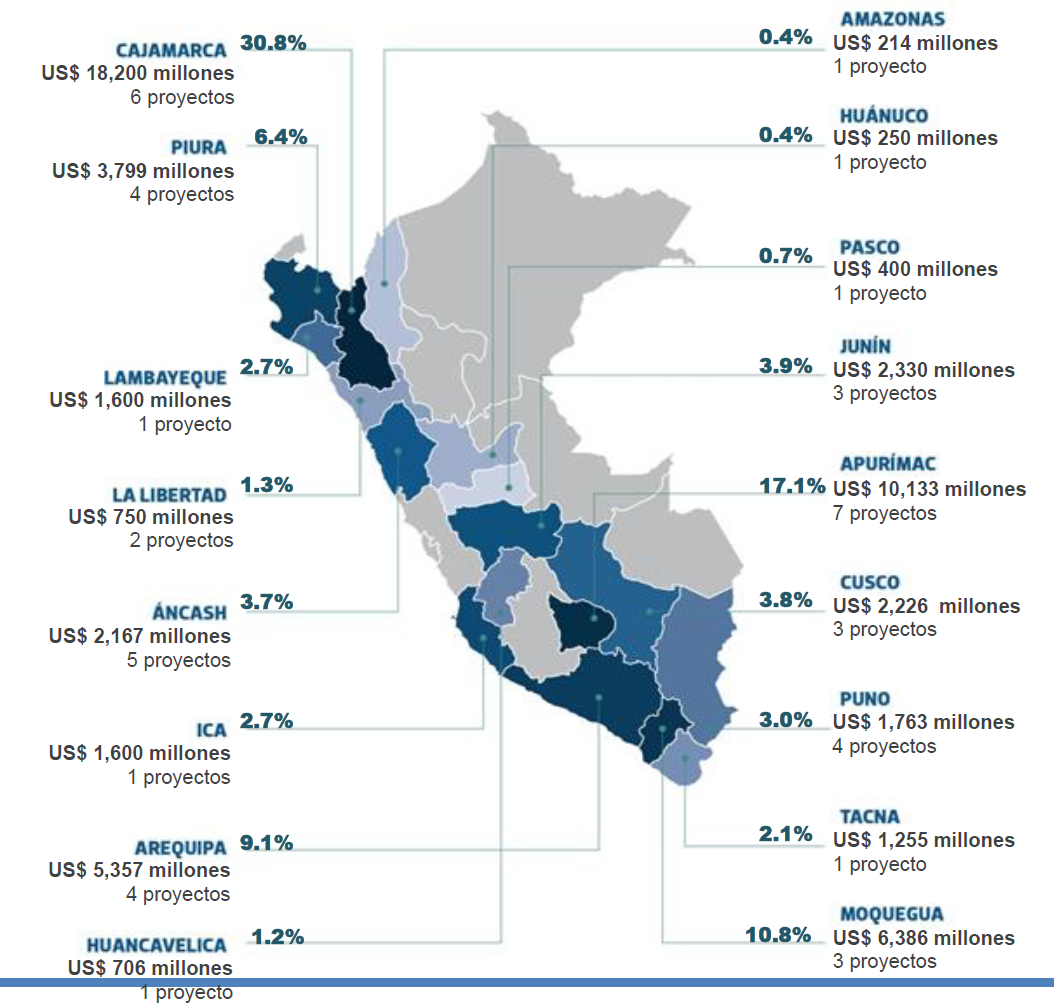 CAJAMARCA 30.8%
US$ 18,200 millones
6 proyectos
PIURA 6.4%
US$ 3,799 millones
4 proyectos
LAMBAYEQUE 2.7%
US$ 1,600 millones
1 proyecto
LA LIBERTAD 1.3%
US$ 750 millones
2 proyectos
ÁNCASH 3.7%
US$ 2,167 millones
5 proyectos
ICA 2.7%
US$ 1,600 millones
1 proyectos
AREQUIPA 9.1%
US$ 5,357 millones
4 proyectos
HUANCAVELICA 1.2%
US$ 706 millones
1 proyecto
0.4% AMAZONAS
US$ 214 millones
1 proyecto
0.4% HUÁNUCO
US$ 250 millones
1 proyecto
0.7% PASCO
US$ 400 millones
1 proyecto
3.9% JUNÍN
US$ 2,330 millones
3 proyectos
17.1% APURÍMAC
US$ 10,133 millones
7 proyectos
3.8% CUSCO
US$ 2,226 millones
3 proyectos
3.0% PUNO
US$ 1,763 millones
4 proyectos
2.1% TACNA
US$ 1,255 millones
1 proyecto
10.8% MOQUEGUA
US$ 6,386 millones
3 proyectos